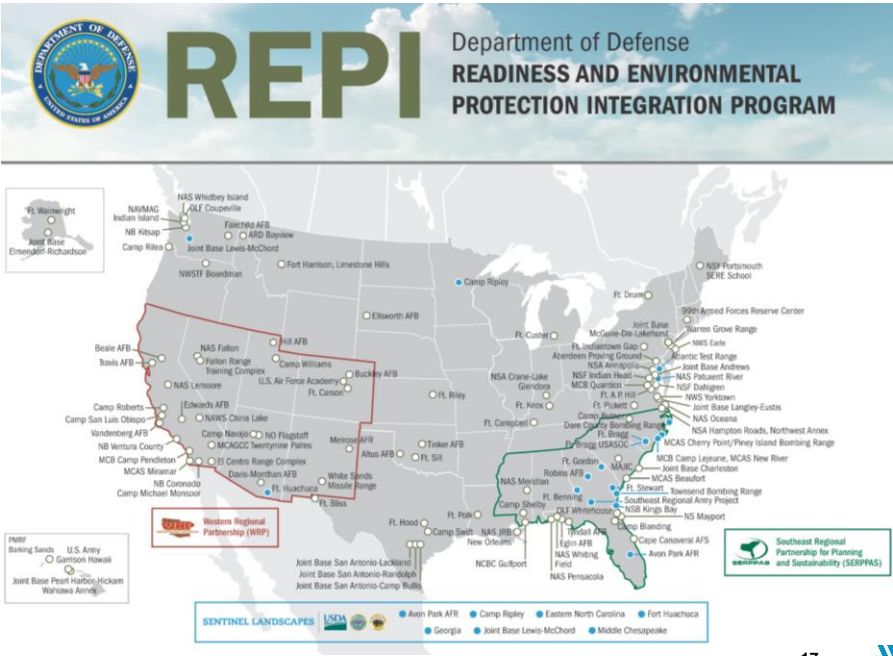 DEPARTMENT OF DEFENSE
UNITED STATES OF AMERICA
REPI
Department of Defense
READINESS AND ENVIRONMENTAL
PROTECTION INTEGRATION PROGRAM
Ft. Wainwright
Joint Base
Elmendorf-Richardson
NAS Whidbey Island
OLF Coupeville
NAVMAG
Indian Island
NB Kitsap
Camp Rilea
Fairchild AFB
ARD Bayview
Joint Base Lewis-McChord
NWSTF Boardman
Fort Harrison, Limestone Hills
Camp Ripley
NSY Portsmouth
SERE School
Ft. Drum
Ellsworth AFB
Ft. Custer
99th Armed Forces Reserve Center
Joint Base
McGuire-Dix-Lakehurst
Warren Grove Range
NWS Earle
Ft. Indiantown Gap
Aberdeen Proving Ground
Atlantic Test Range
NSA Annapolis
Joint Base Andrews
NSF Indian Head
NAS Patuxent River
MCB Quantico
NSF Dahlgren
Ft. A.P. Hill
NWS Yorktown
Ft. Pickett
Joint Base Langley-Eustis
Camp Butner
NAS Oceana
Dare County Bombing Range
NSA Hampton Roads, Northwest Annex
Ft. Bragg
Ft. Bragg USASOC
MCAS Cherry Point/Piney Island Bombing Range
MCB Camp Lejeune, MCAS New River
Beale AFB
Travis AFB
NAS Fallon
Fallon Range
Training Complex
Hill AFB
Camp Williams
Buckley AFB
U.S. Air Force Academy
Ft. Carson
NAS Lemoore
Ft. Riley
NSA Crane-Lake
Glendora
Ft. Knox
Ft. Campbell
Camp Roberts
Camp San Luis Obispo
Edwards AFB
NAWS China Lake
Vandenberg AFB
Camp Navajo
NO Flagstaff
NB Ventura County
MCAGCC Twentynine Palms
MCB Camp Pendleton
El Centro Range Complex
MCAS Miramar
Davis-Monthan AFB
NB Coronado
Camp Michael Monsoor
Ft. Huachuca
Melrose AFR
White Sands
Missile Range
Ft. Bliss
Altus AFB
Tinker AFB
Ft. Sill
Ft. Gordon
MAJIC
Joint Base Charleston
Robins AFB
MCAS Beaufort
NAS Meridian
Ft. Stewart
Townsend Bombing Range
Ft. Benning
Southeast Regional Army Project
Camp Shelby
OLF Whitehouse
NSB Kings Bay
NS Mayport
Ft. Polk
Ft. Hood
Camp Swift
NAS JRB
New Orleans
NCBC Gulfport
Tyndall AFB
Eglin AFB
NAS Whiting
Field
NAS Pensacola
Camp Blanding
Cape Canaveral AFS
Avon Park AFR
Joint Base San Antonio-Lackland
Joint Base San Antonio-Randolph
Joint Base San Antonio-Camp Bullis
WRP
Western Regional
Partnership (WRP)
SERPPAS
Southeast Regional
Partnership for Planning
and Sustainability (SERPPAS)
PMRF
Barking Sands
U.S. Army
Garrison Hawaii
Joint Base Pearl Harbor-Hickam
Wahiawa Annex
SENTINEL LANDSCAPES
USDA
Avon Park AFR
Camp Ripley
Eastern North Carolina
Fort Huachuca
Georgia
Joint Base Lewis-McChord
Middle Chesapeake